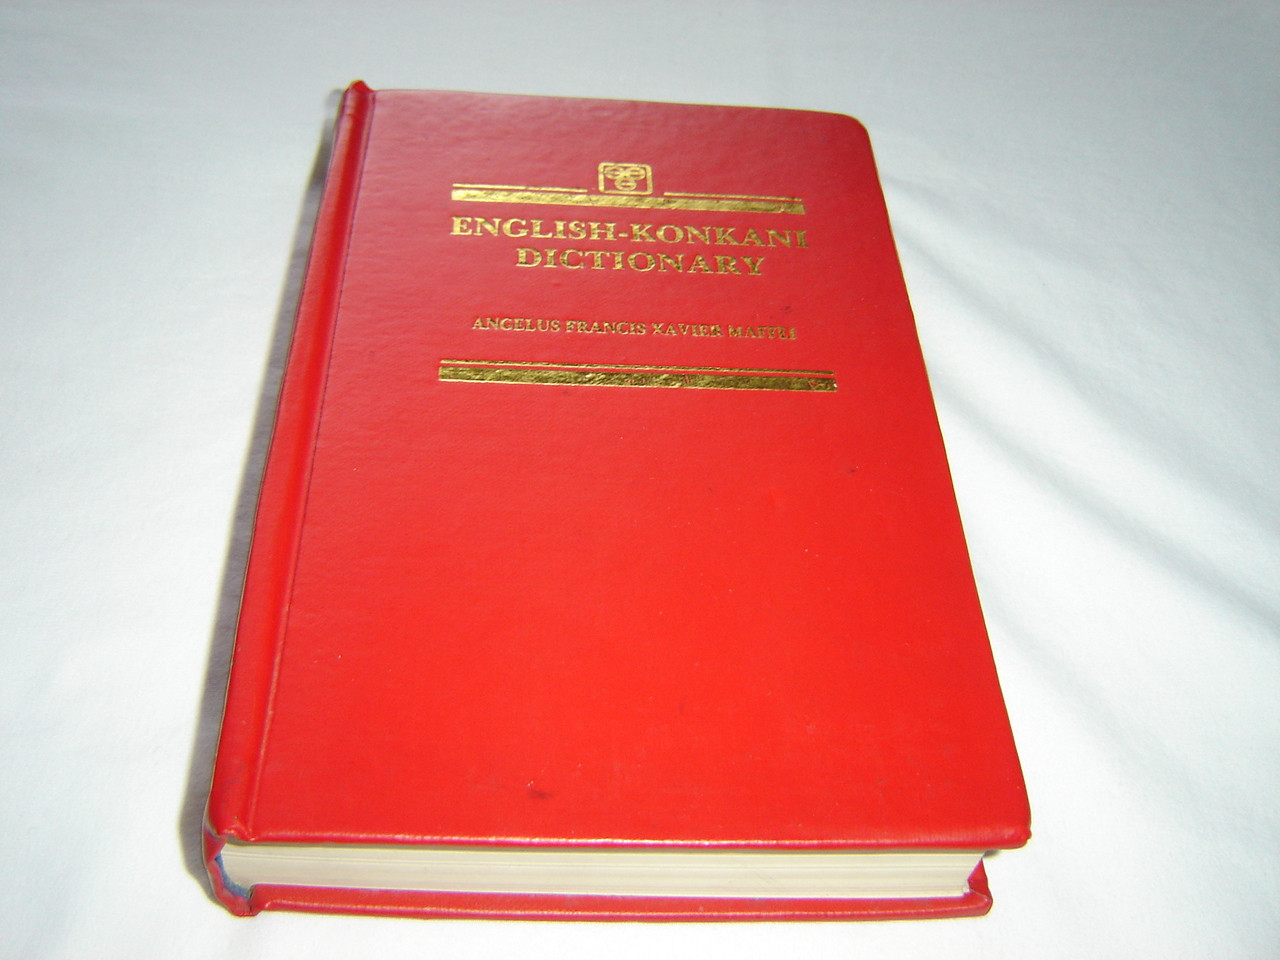 ENGLISH-KONKANI
DICTIONARY
ANGELUS FRANCIS XAVIER MAFFEI